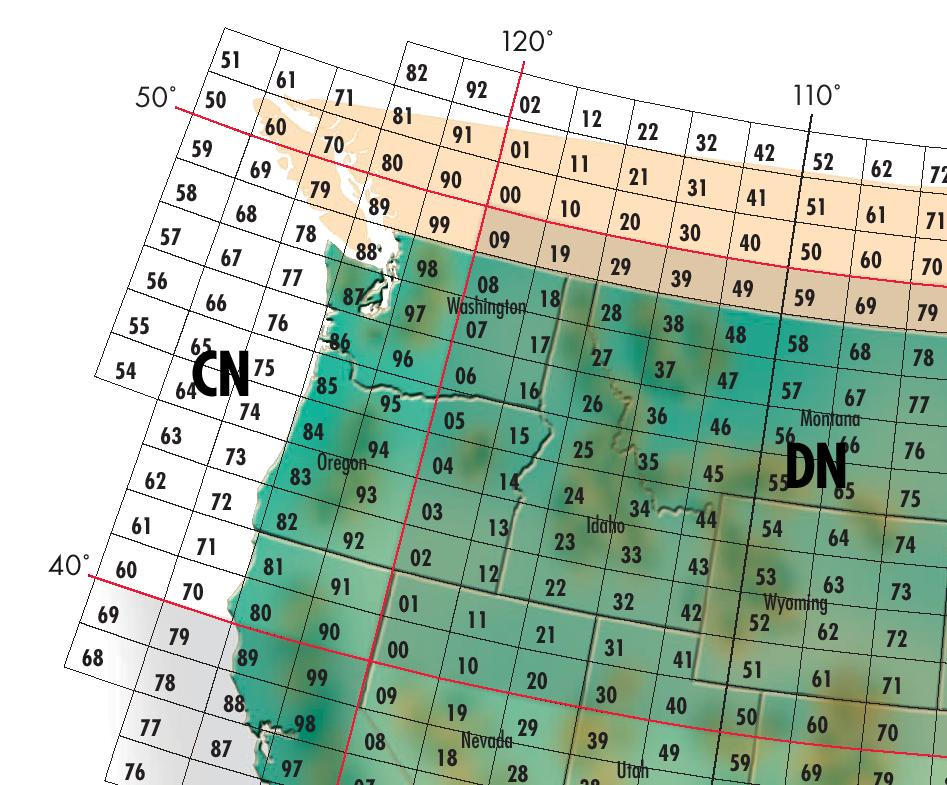 120°
110°
50°
40°
51 61 71 82 92 02 12 22 32 42 52 62 72
50 60 70 81 91 01 11 21 31 41 51 61 71
59 69 79 80 90 00 10 20 30 40 50 60 70
58 68 78 89 99 09 19 29 39 49 59 69 79
57 67 77 88 98 08 18 28 38 48 58 68 78
Washington
56 66 76 87 97 07 17 27 37 47 57 67 77
Montana
55 65 75 86 96 06 16 26 36 46 56 66 76
CN
DN
54 64 74 85 95 05 15 25 35 45 55 65 75
Oregon
63 73 84 94 04 14 24 34 44 54 64 74
Idaho
62 72 83 93 03 13 23 33 43 53 63 73
Wyoming
61 71 82 92 02 12 22 32 42 52 62 72
60 70 81 91 01 11 21 31 41 51 61 71
69 79 80 90 00 10 20 30 40 50 60 70
68 78 89 99 09 19 29 39 49 59 69 79
Nevada
Utah
77 88 98 08 18 28
76 87 97